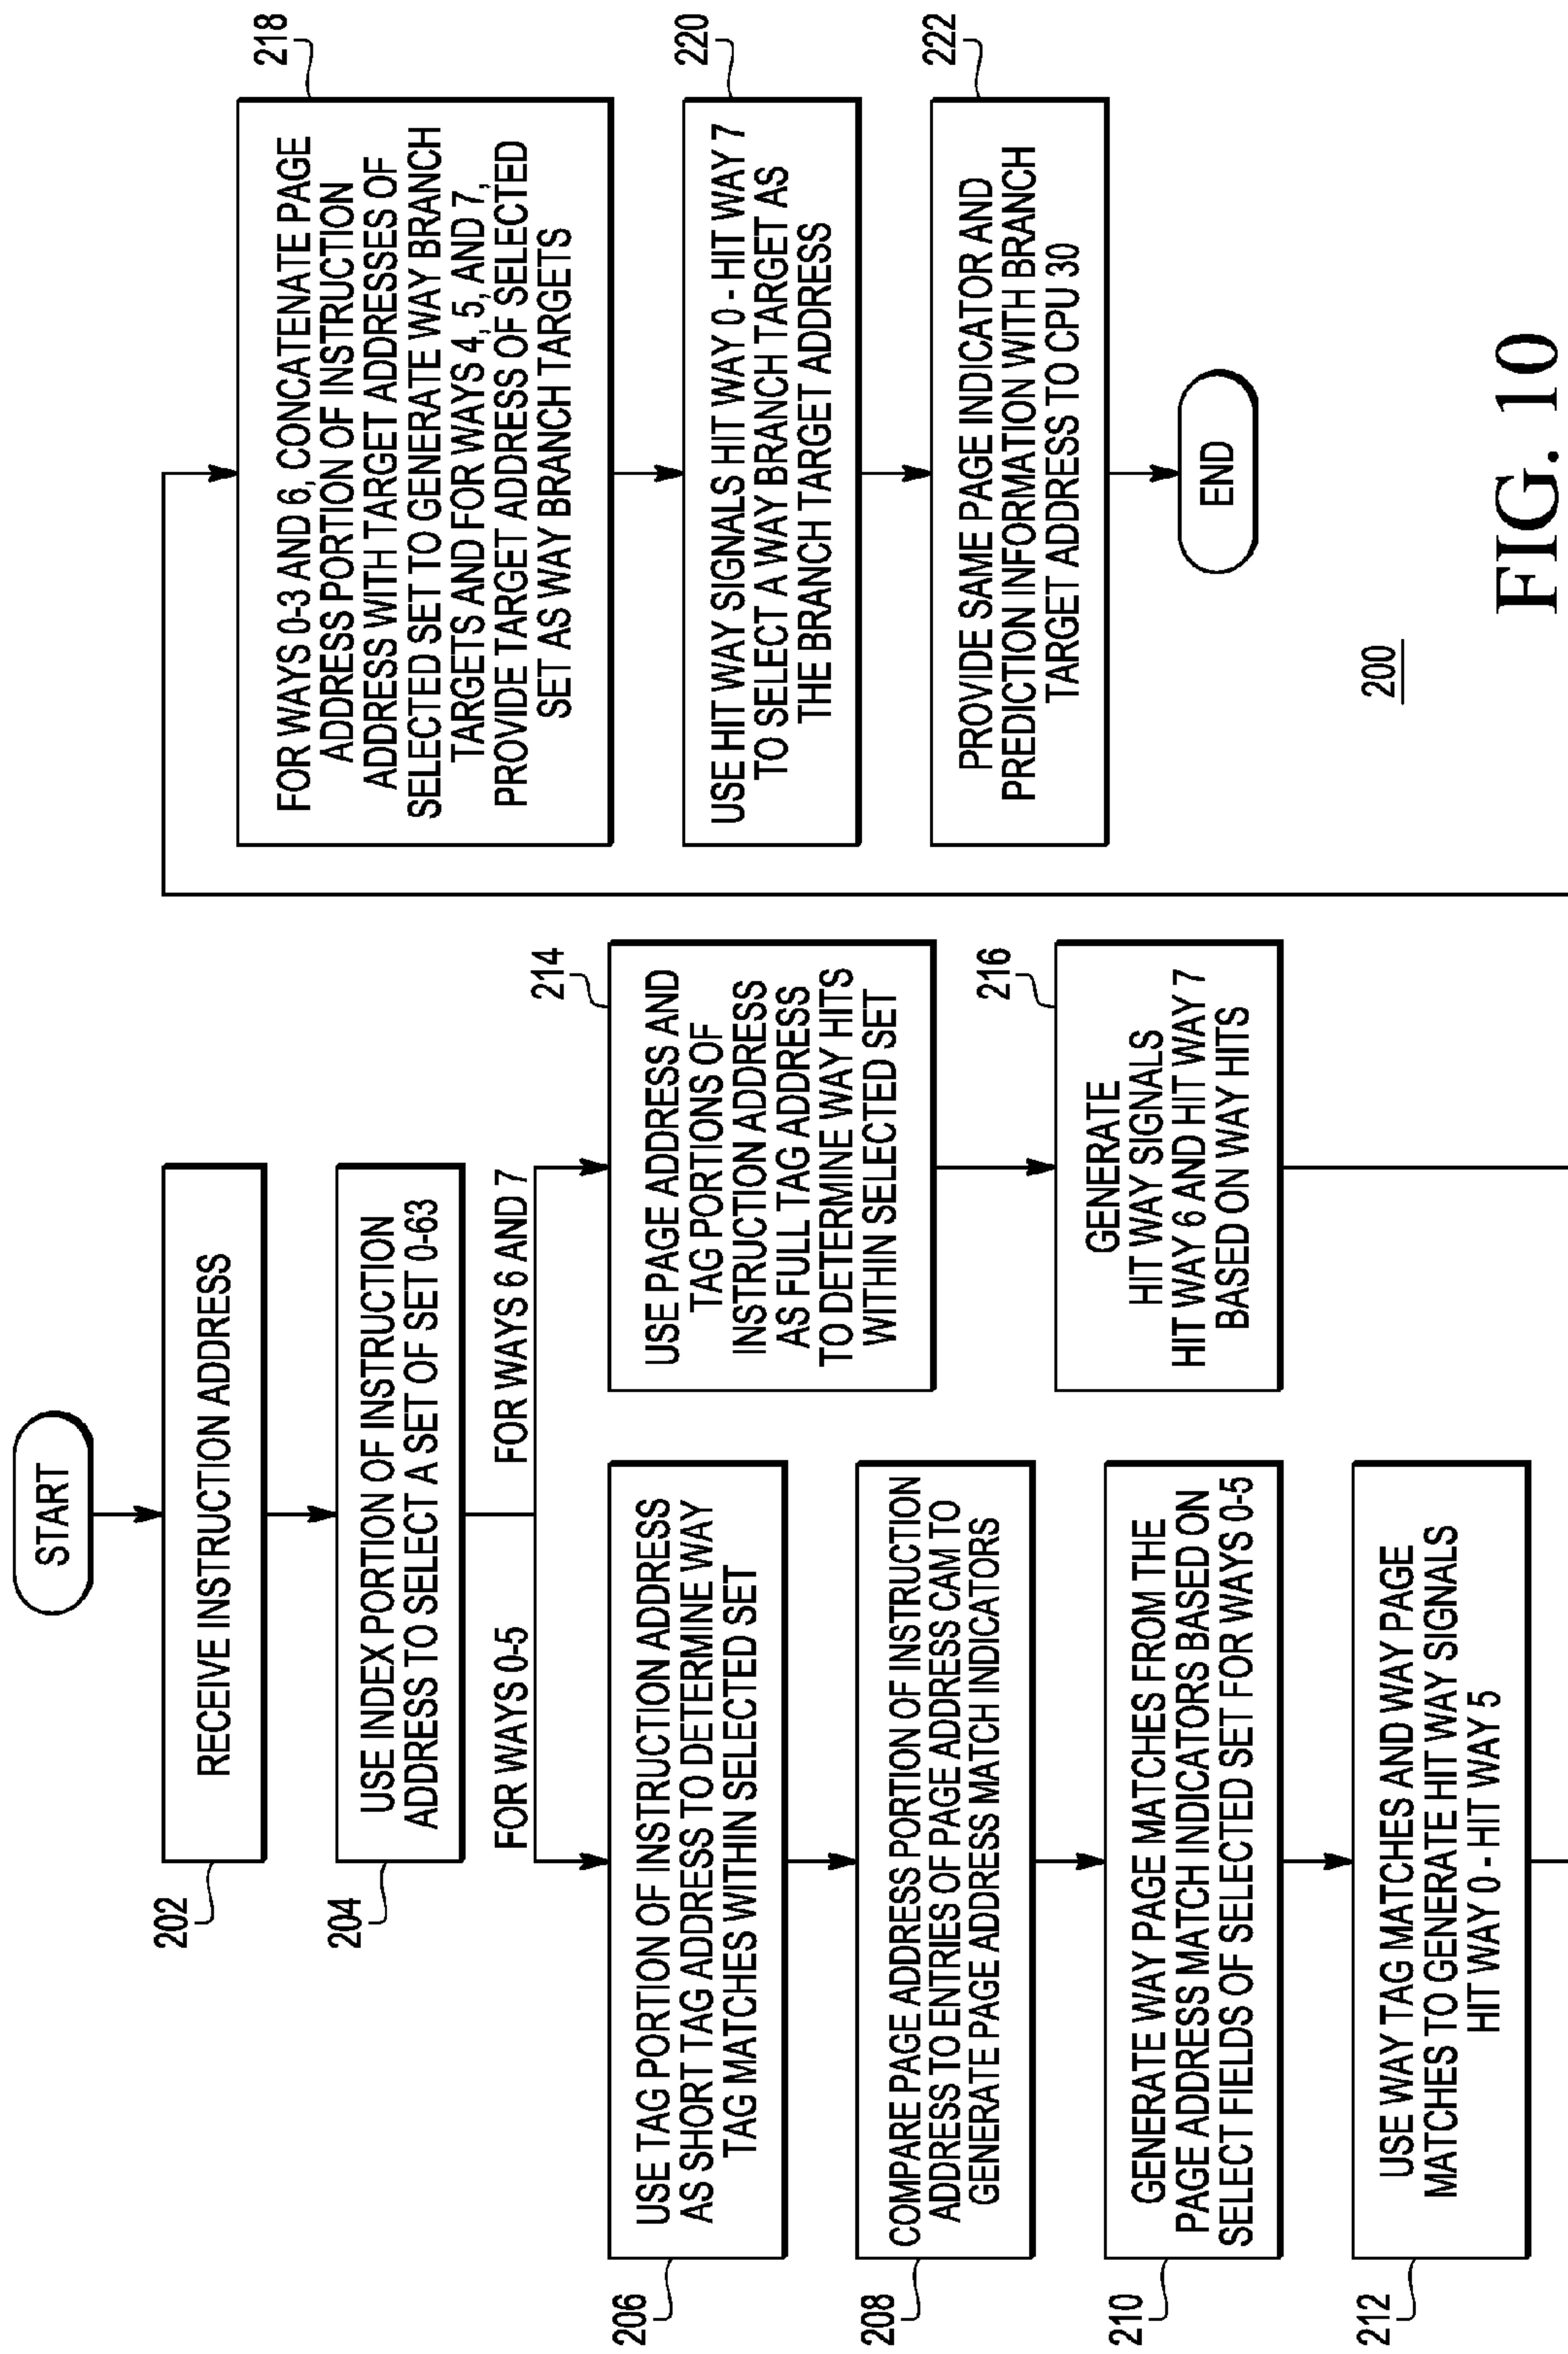 START
202
RECEIVE INSTRUCTION ADDRESS
204
USE INDEX PORTION OF INSTRUCTION
ADDRESS TO SELECT A SET OF SET 0-63
FOR WAYS 0-5
FOR WAYS 6 AND 7
206
USE TAG PORTION OF INSTRUCTION ADDRESS
AS SHORT TAG ADDRESS TO DETERMINE WAY
TAG MATCHES WITHIN SELECTED SET
208
COMPARE PAGE ADDRESS PORTION OF INSTRUCTION
ADDRESS TO ENTRIES OF PAGE ADDRESS CAM TO
GENERATE PAGE ADDRESS MATCH INDICATORS
210
GENERATE WAY PAGE MATCHES FROM THE
PAGE ADDRESS MATCH INDICATORS BASED ON
SELECT FIELDS OF SELECTED SET FOR WAYS 0-5
212
USE WAY TAG MATCHES AND WAY PAGE
MATCHES TO GENERATE HIT WAY SIGNALS
HIT WAY 0 - HIT WAY 5
214
USE PAGE ADDRESS AND
TAG PORTIONS OF
INSTRUCTION ADDRESS
AS FULL TAG ADDRESS
TO DETERMINE WAY HITS
WITHIN SELECTED SET
216
GENERATE
HIT WAY SIGNALS
HIT WAY 6 AND HIT WAY 7
BASED ON WAY HITS
218
FOR WAYS 0-3 AND 6, CONCATENATE PAGE
ADDRESS PORTION OF INSTRUCTION
ADDRESS WITH TARGET ADDRESSES OF
SELECTED SET TO GENERATE WAY BRANCH
TARGETS AND FOR WAYS 4, 5, AND 7,
PROVIDE TARGET ADDRESS OF SELECTED
SET AS WAY BRANCH TARGETS
220
USE HIT WAY SIGNALS HIT WAY 0 - HIT WAY 7
TO SELECT A WAY BRANCH TARGET AS
THE BRANCH TARGET ADDRESS
222
PROVIDE SAME PAGE INDICATOR AND
PREDICTION INFORMATION WITH BRANCH
TARGET ADDRESS TO CPU 30
END
200
FIG. 10